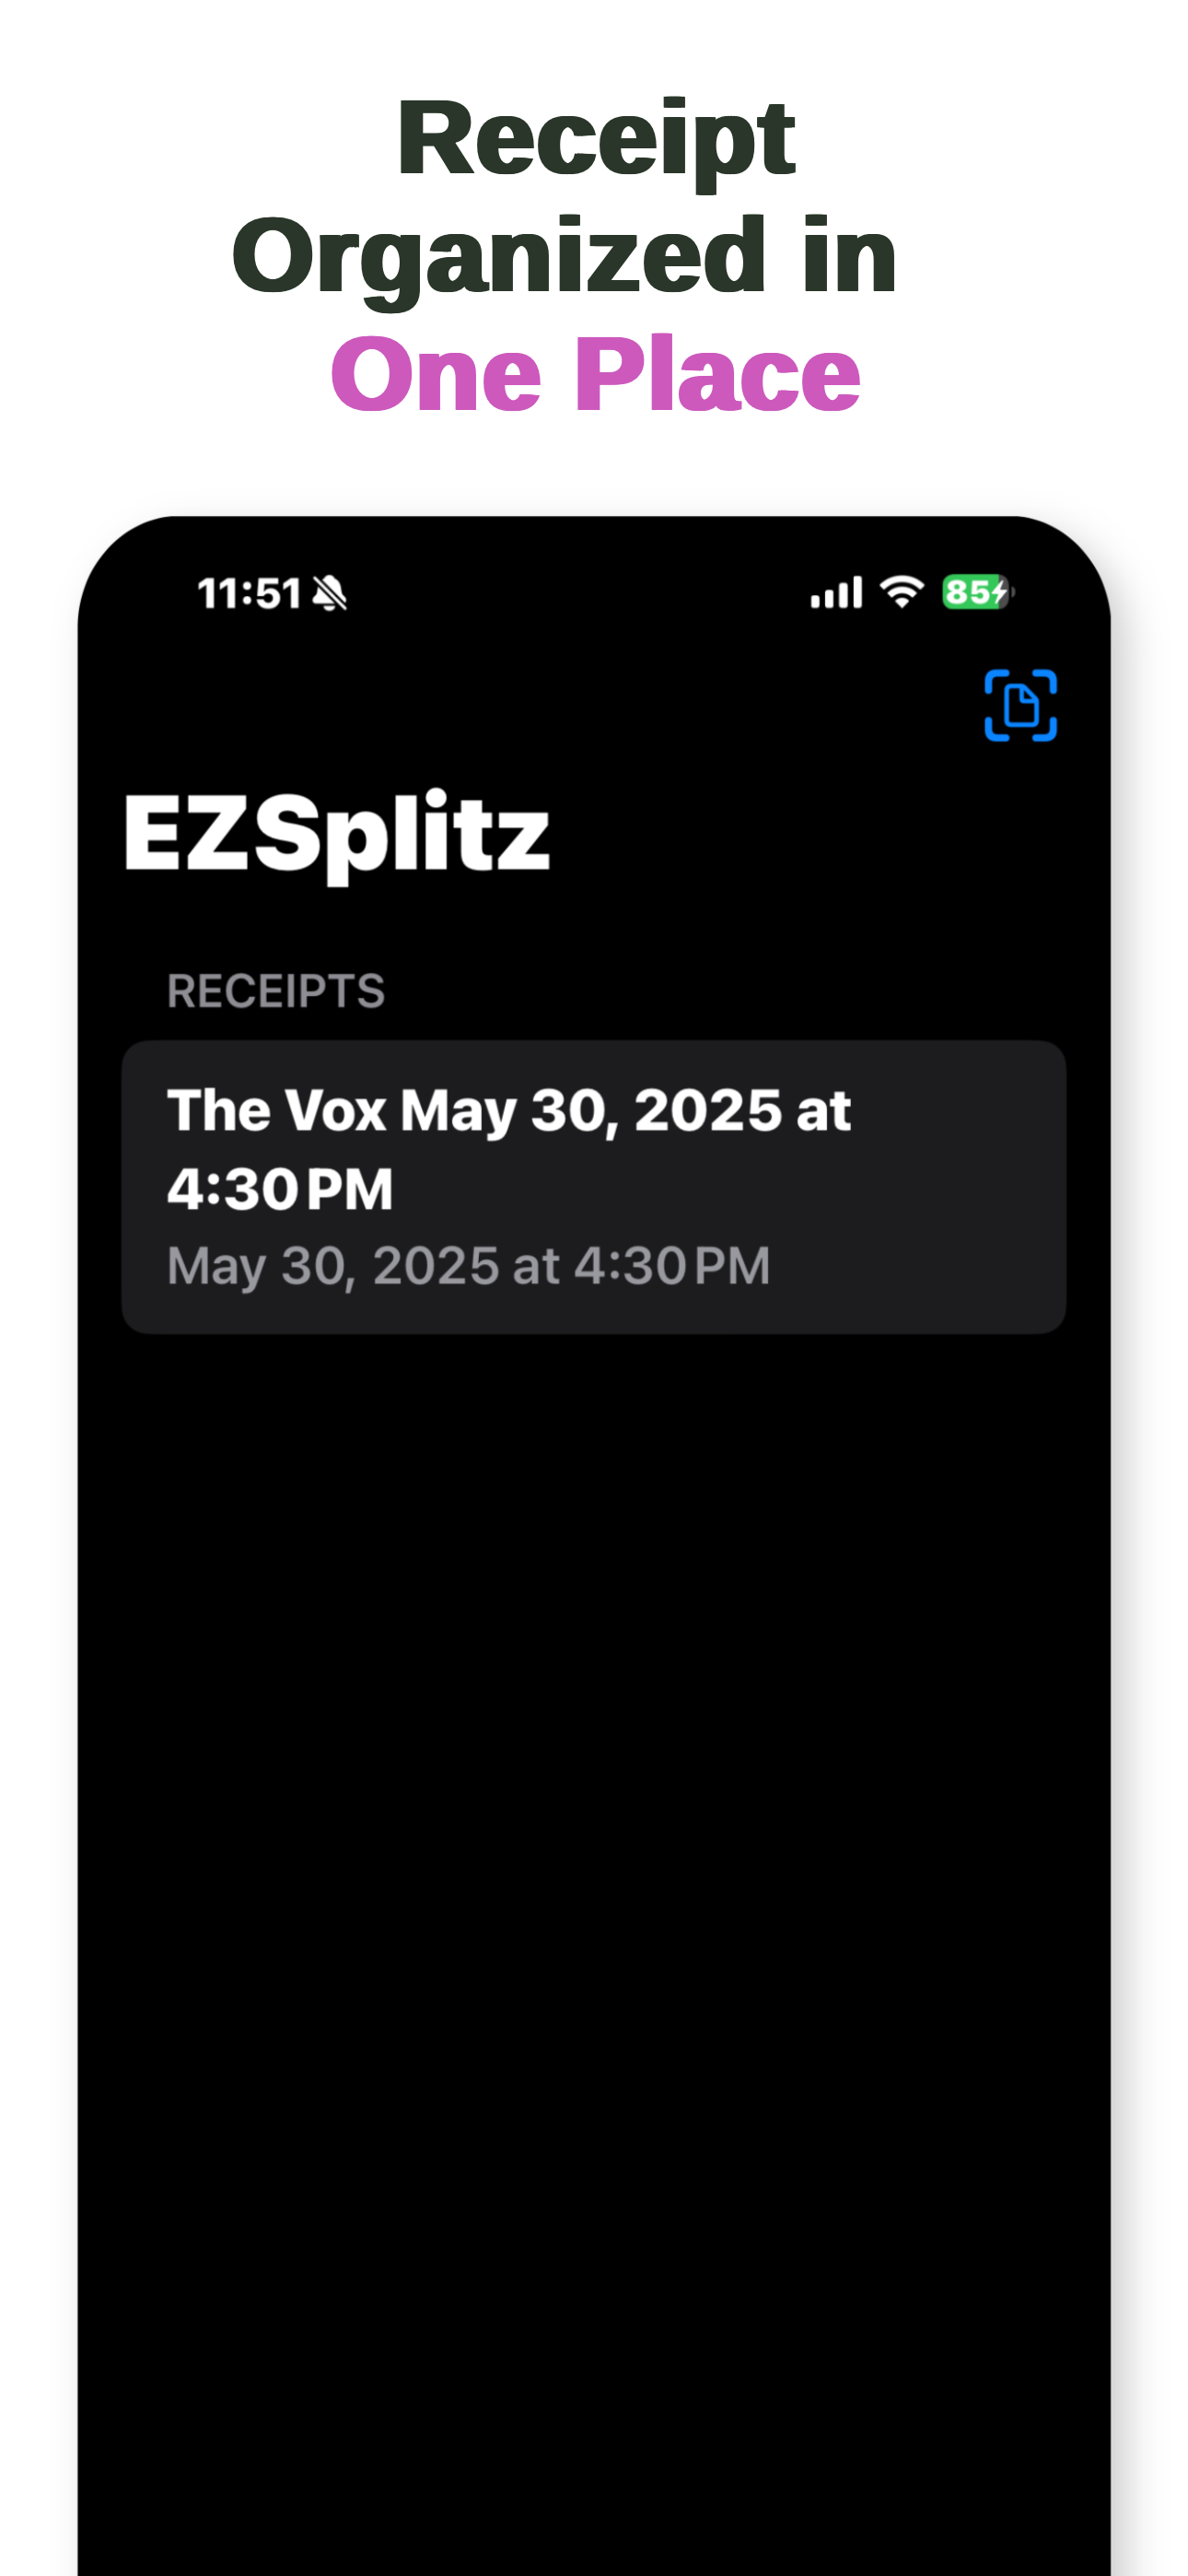 Receipt
Organized in
One Place
11:51
85
EZSplitz
RECEIPTS
The Vox May 30, 2025 at
4:30 PM
May 30, 2025 at 4:30 PM